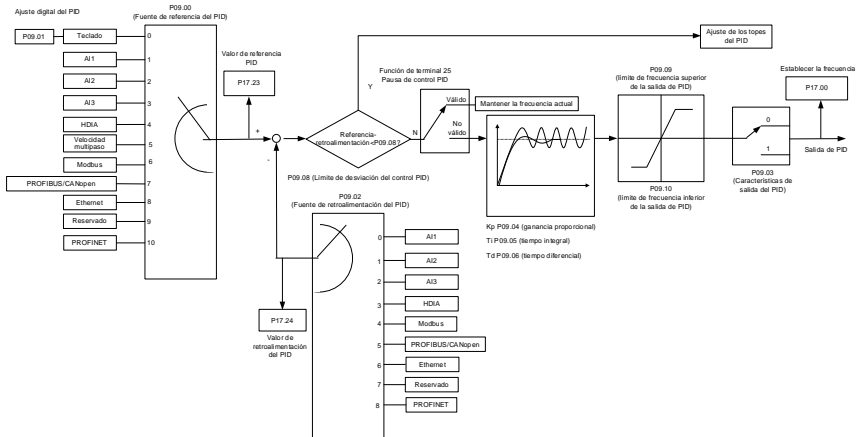 Ajuste digital del PID
P09.00
(Fuente de referencia del PID)
P09.01
Teclado
0
AI1
1
AI2
2
AI3
3
HDIA
4
Velocidad
multipaso
5
Modbus
6
PROFIBUS/CANopen
7
Ethernet
8
Reservado
9
PROFINET
10
Valor de referencia
PID
P17.23
+
-
Referencia-
retroalimentación<P09.08?
Y
N
P09.08 (Límite de desviación del control PID)
Función de terminal 25
Pausa de control PID
Válido
No
válido
Mantener la frecuencia actual
Ajuste de los topes
del PID
Kp P09.04 (ganancia proporcional)
Ti P09.05 (tiempo integral)
Td P09.06 (tiempo diferencial)
P09.09
(límite de frecuencia superior
de la salida de PID)
P09.10
(límite de frecuencia inferior
de la salida de PID)
0
1
P09.03
(Características de
salida del PID)
Establecer la frecuencia
P17.00
Salida de PID
P09.02
(Fuente de retroalimentación del PID)
P17.24
Valor de
retroalimentación
del PID
0
AI1
1
AI2
2
AI3
3
HDIA
4
Modbus
5
PROFIBUS/CANopen
6
Ethernet
7
Reservado
8
PROFINET